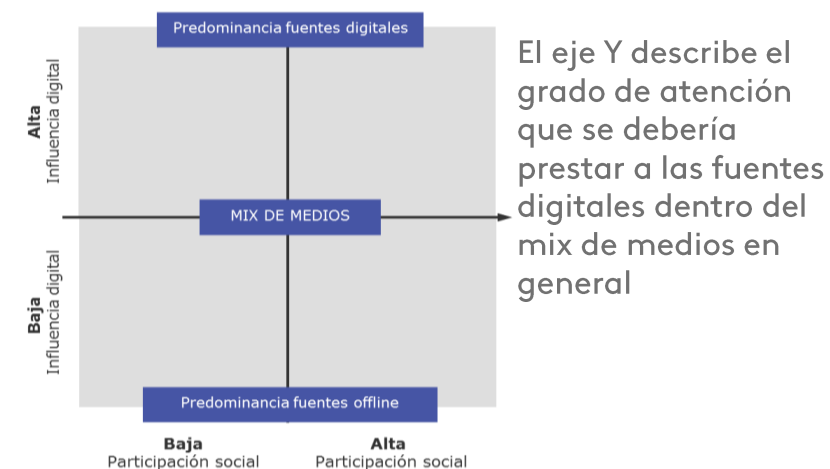 Predominancia fuentes digitales
Alta
Influencia digital
MIX DE MEDIOS
Baja
Influencia digital
Predominancia fuentes offline
Baja
Participación social
Alta
Participación social
El eje Y describe el
grado de atención
que se debería
prestar a las fuentes
digitales dentro del
mix de medios en
general